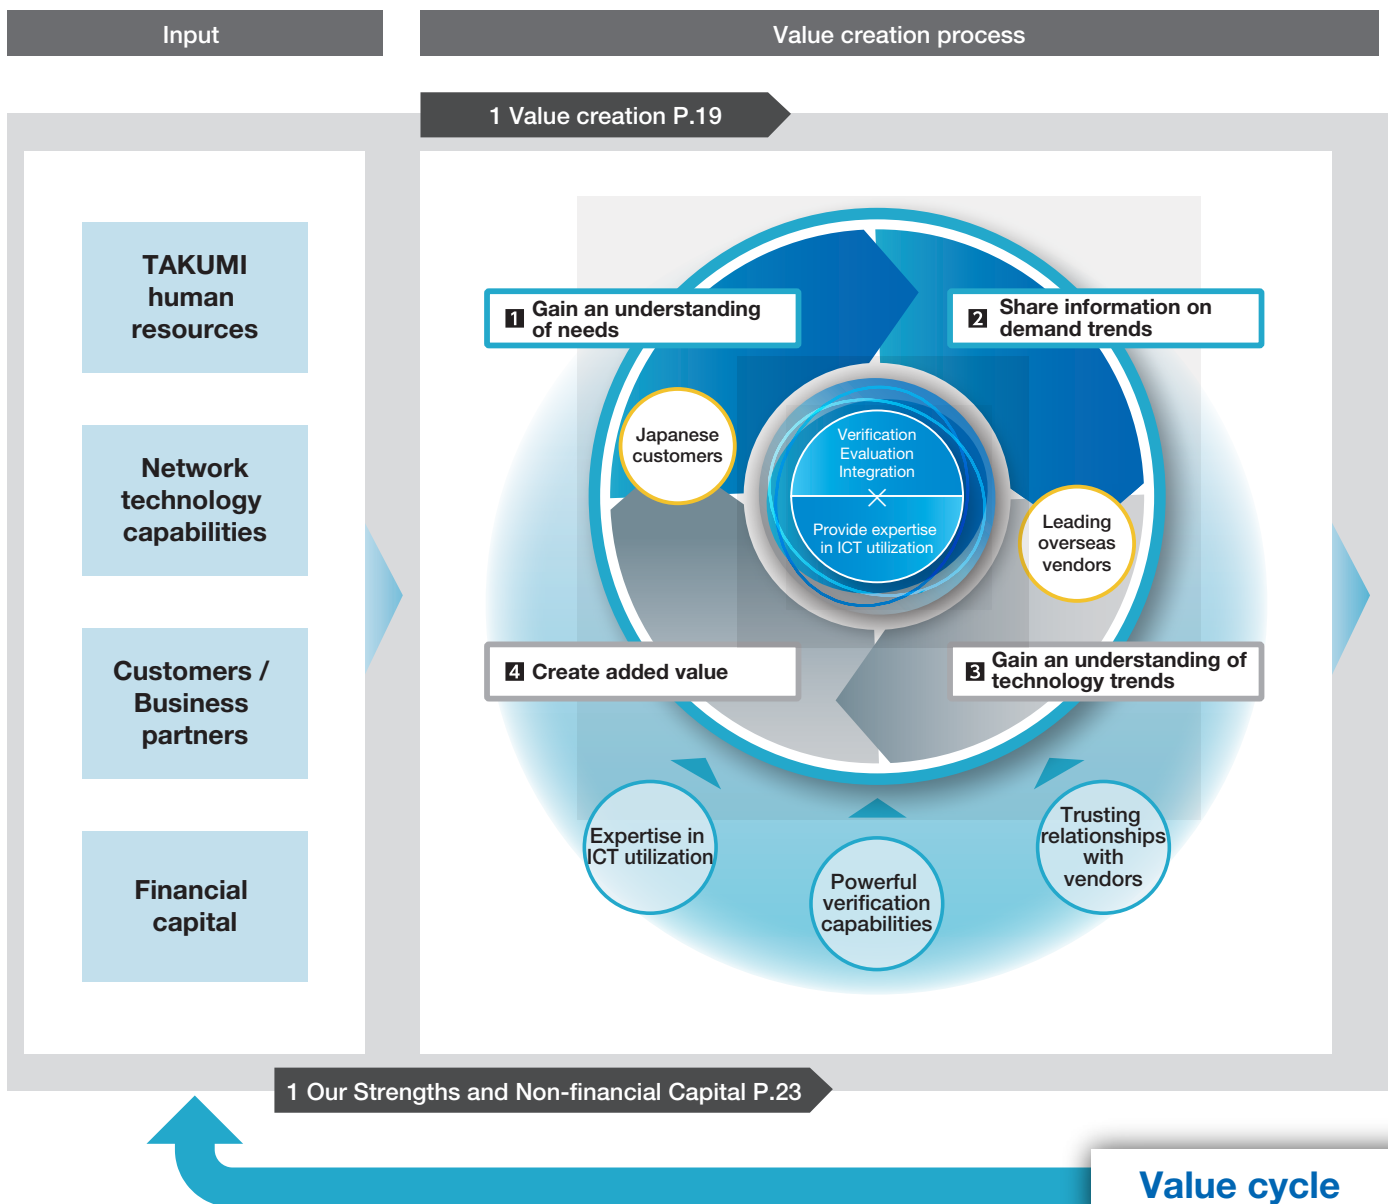 Input
Value creation process
1 Value creation P.19
TAKUMI
human
resources
Network
technology
capabilities
Customers /
Business
partners
Financial
capital
1 Gain an understanding
of needs
2 Share information on
demand trends
Japanese
customers
Verification
Evaluation
Integration
Provide expertise
in ICT utilization
Leading
overseas
vendors
4 Create added value
3 Gain an understanding of
technology trends
Expertise in
ICT utilization
Powerful
verification
capabilities
Trusting
relationships
with
vendors
1 Our Strengths and Non-financial Capital P.23
Value cycle